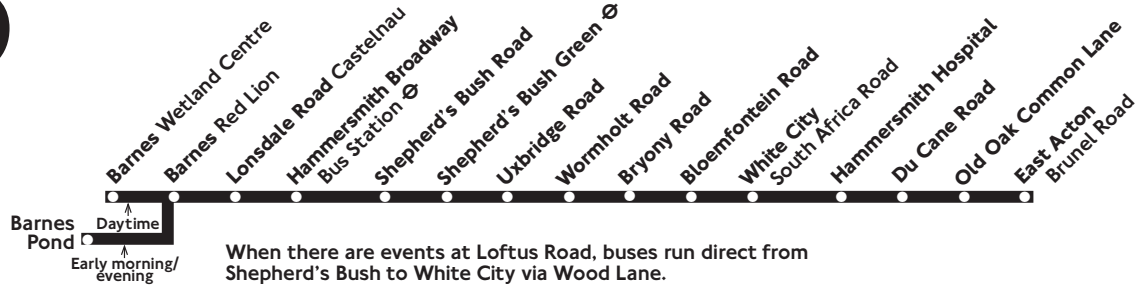 Barnes Wetland Centre
Barnes Red Lion
Lonsdale Road Castelnau
Hammersmith Broadway
Bus Station
Shepherd's Bush Road
Shepherd's Bush Green
Uxbridge Road
Wormholt Road
Bryony Road
Bloemfontein Road
White City
South Africa Road
Hammersmith Hospital
Du Cane Road
Old Oak Common Lane
East Acton
Brunel Road
Barnes
Pond
Daytime
Early morning/
evening
When there are events at Loftus Road, buses run direct from
Shepherd's Bush to White City via Wood Lane.